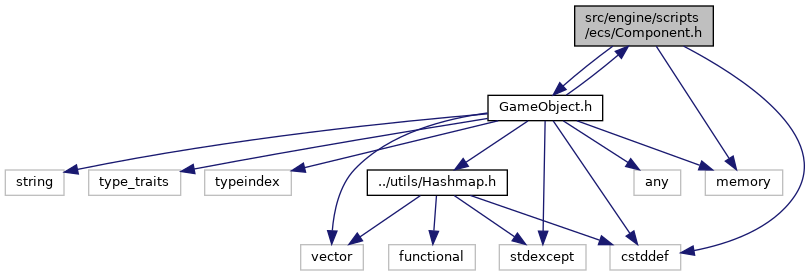 src/engine/scripts
/ecs/Component.h
GameObject.h
string
type_traits
typeindex
../utils/Hashmap.h
any
memory
vector
functional
stdexcept
cstddef